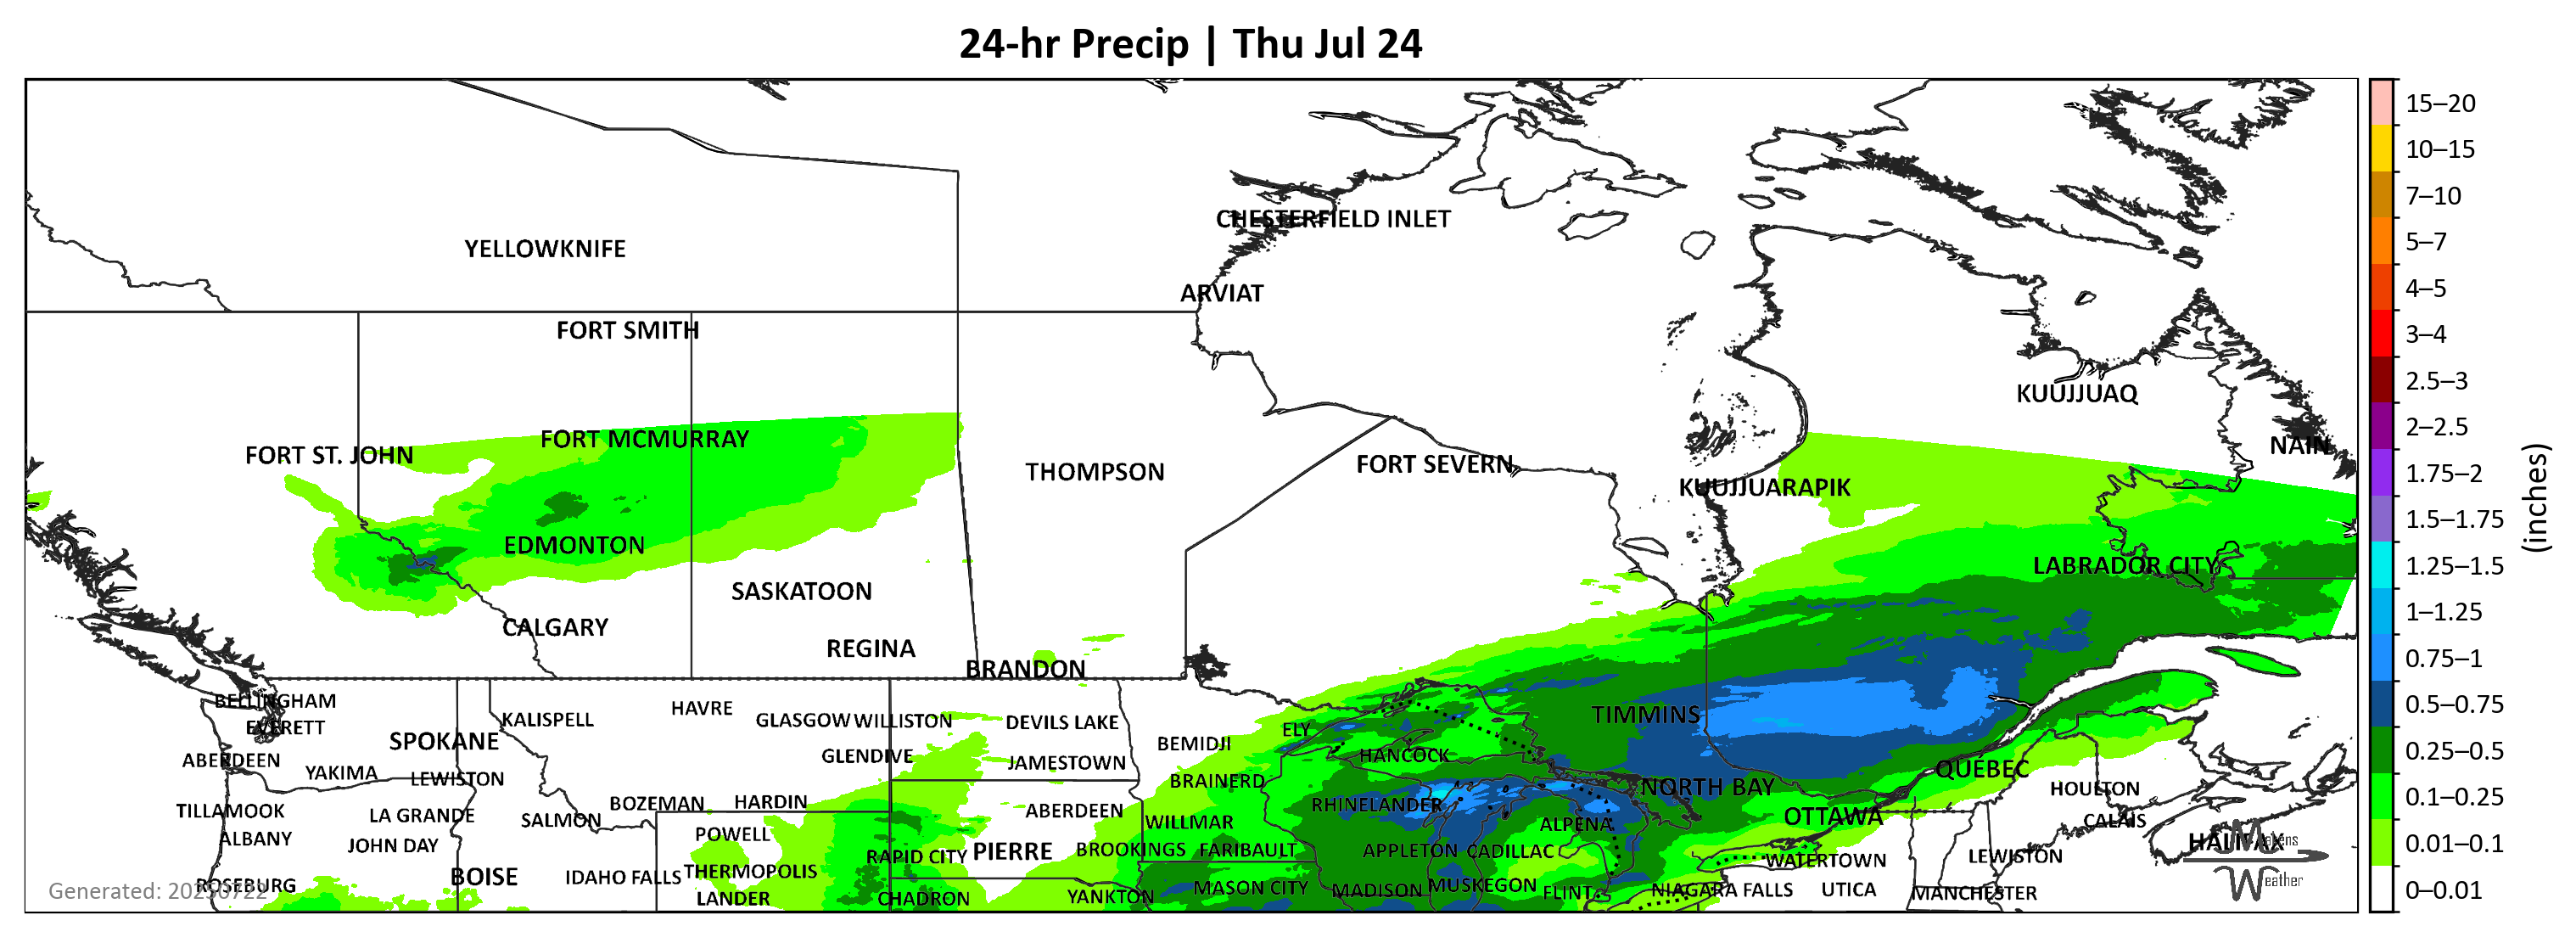 24-hr Precip | Thu Jul 24
CHESTERFIELD INLET
YELLOWKNIFE
ARVIAT
FORT SMITH
KUUJJUAQ
FORT MCMURRAY
NAIN
FORT ST. JOHN
FORT SEVERN
THOMPSON
KUUJJUARAPIK
EDMONTON
LABRADOR CITY
SASKATOON
CALGARY
REGINA
BRANDON
BELLINGHAM
HAVRE
KALISPELL
GLASGOW
WILLISTON
DEVILS LAKE
TIMMINS
EVERETT
ELY
SPOKANE
BEMIDJI
GLENDIVE
HANCOCK
ABERDEEN
JAMESTOWN
YAKIMA
LEWISTON
BRAINERD
QUÉBEC
NORTH BAY
HOULTON
BOZEMAN
HARDIN
RHINELANDER
TILLAMOOK
LA GRANDE
SALMON
ABERDEEN
WILLMAR
ALPENA
OTTAWA
CALAIS
ALBANY
JOHN DAY
POWELL
HALIFAX
RAPID CITY
PIERRE
BROOKINGS
FARIBAULT
APPLETON
CADILLAC
WATERTOWN
LEWISTON
BOISE
IDAHO FALLS
THERMOPOLIS
ROSEBURG
MASON CITY
MADISON
MUSKEGON
FLINT
NIAGARA FALLS
UTICA
MANCHESTER
LANDER
CHADRON
YANKTON
Generated: 20250722
Weather
15–20
10–15
7–10
5–7
4–5
3–4
2.5–3
2–2.5
1.75–2
1.5–1.75
1.25–1.5
1–1.25
0.75–1
0.5–0.75
0.25–0.5
0.1–0.25
0.01–0.1
0–0.01
(inches)